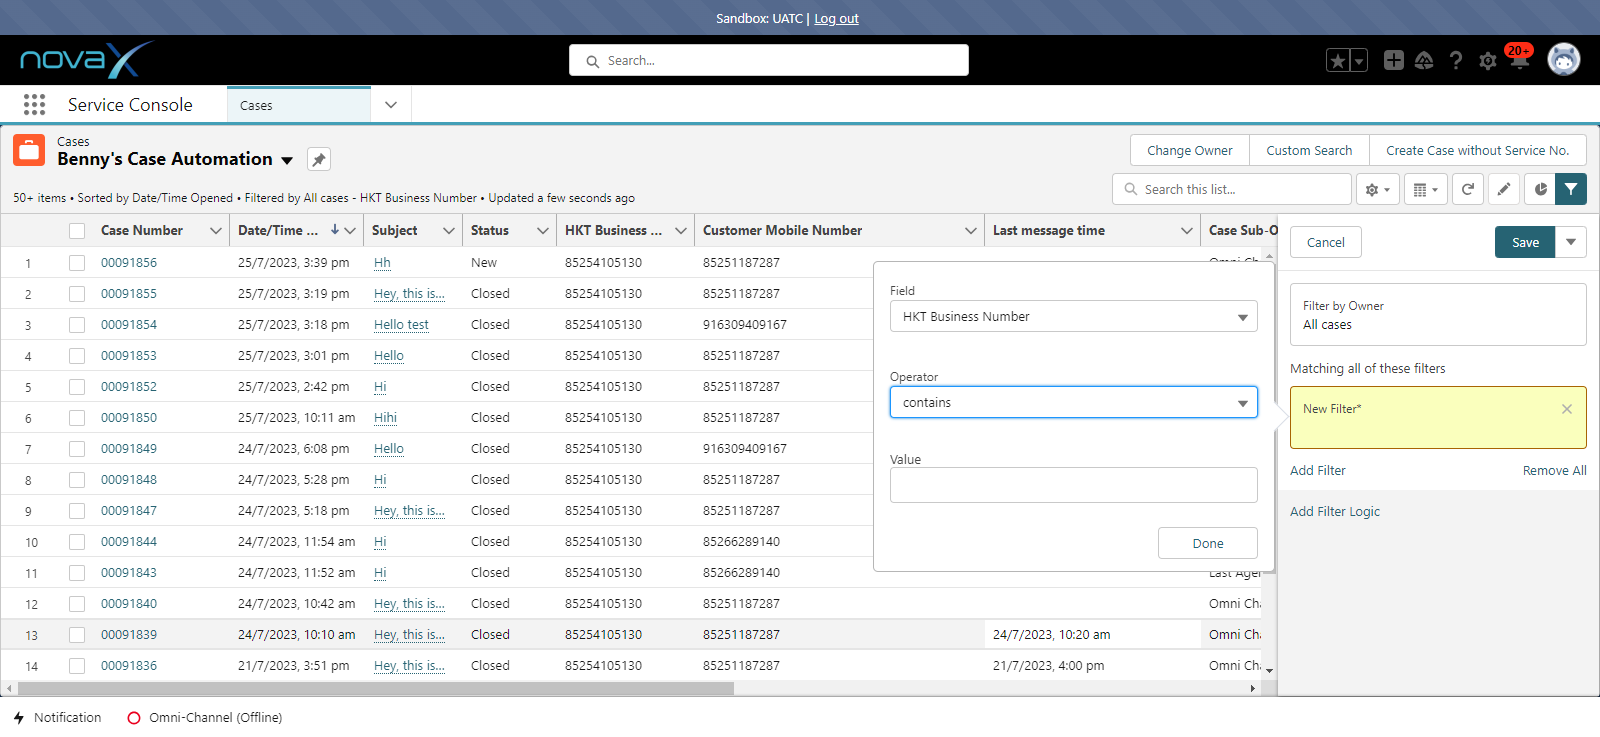 Sandbox: UATC | Log out
novaX
Search...
20+
Service Console
Cases
Cases
Benny's Case Automation
Change Owner
Custom Search
Create Case without Service No.
50+ items • Sorted by Date/Time Opened • Filtered by All cases - HKT Business Number • Updated a few seconds ago
Search this list...
Case Number Date/Time ... Subject Status HKT Business ... Customer Mobile Number Last message time Case Sub-O
1 00091856 25/7/2023, 3:39 pm Hh New 85254105130 85251187287
2 00091855 25/7/2023, 3:19 pm Hey, this is... Closed 85254105130 85251187287
3 00091854 25/7/2023, 3:18 pm Hello test Closed 85254105130 916309409167
4 00091853 25/7/2023, 3:01 pm Hello Closed 85254105130 85251187287
5 00091852 25/7/2023, 2:42 pm Hi Closed 85254105130 85251187287
6 00091850 25/7/2023, 10:11 am Hihi Closed 85254105130 85251187287
7 00091849 24/7/2023, 6:08 pm Hello Closed 85254105130 916309409167
8 00091848 24/7/2023, 5:28 pm Hi Closed 85254105130 85251187287
9 00091847 24/7/2023, 5:18 pm Hey, this is... Closed 85254105130 85251187287
10 00091844 24/7/2023, 11:54 am Hi Closed 85254105130 85266289140
11 00091843 24/7/2023, 11:52 am Hi Closed 85254105130 85266289140 Last Agen
12 00091840 24/7/2023, 10:42 am Hey, this is... Closed 85254105130 85251187287 Omni Cha
13 00091839 24/7/2023, 10:10 am Hey, this is... Closed 85254105130 85251187287 24/7/2023, 10:20 am Omni Cha
14 00091836 21/7/2023, 3:51 pm Hey, this is... Closed 85254105130 85251187287 21/7/2023, 4:00 pm Omni Cha
Field
HKT Business Number
Operator
contains
Value
Done
Cancel
Save
Filter by Owner
All cases
Matching all of these filters
New Filter*
Add Filter
Remove All
Add Filter Logic
Notification
Omni-Channel (Offline)